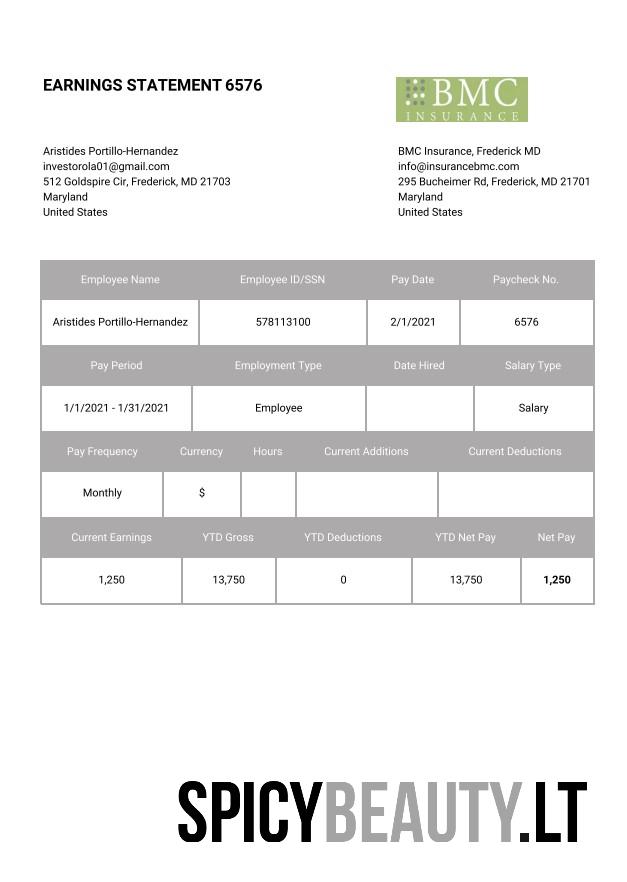 EARNINGS STATEMENT 6576
BMC
INSURANCE
Aristides Portillo-Hernandez
investorola01@gmail.com
512 Goldspire Cir, Frederick, MD 21703
Maryland
United States
BMC Insurance, Frederick MD
info@insurancebmc.com
295 Bucheimer Rd, Frederick, MD 21701
Maryland
United States
Employee Name Employee ID/SSN Pay Date Paycheck No.
Aristides Portillo-Hernandez 578113100 2/1/2021 6576
Pay Period Employment Type Date Hired Salary Type
1/1/2021 - 1/31/2021 Employee Salary
Pay Frequency Currency Hours Current Additions Current Deductions
Monthly $
Current Earnings YTD Gross YTD Deductions YTD Net Pay Net Pay
1,250 13,750 0 13,750 1,250
SPICYBEAUTY.LT